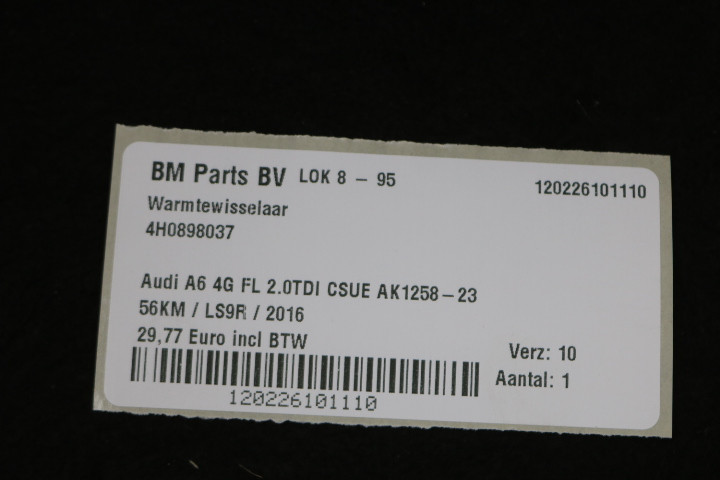 BM Parts BV LOK 8 - 95 120226101110
Warmtewisselaar
4H0898037
Audi A6 4G FL 2.0TDI CSUE AK1258-23
56KM / LS9R / 2016
29,77 Euro incl BTW
Verz: 10
Aantal: 1
120226101110